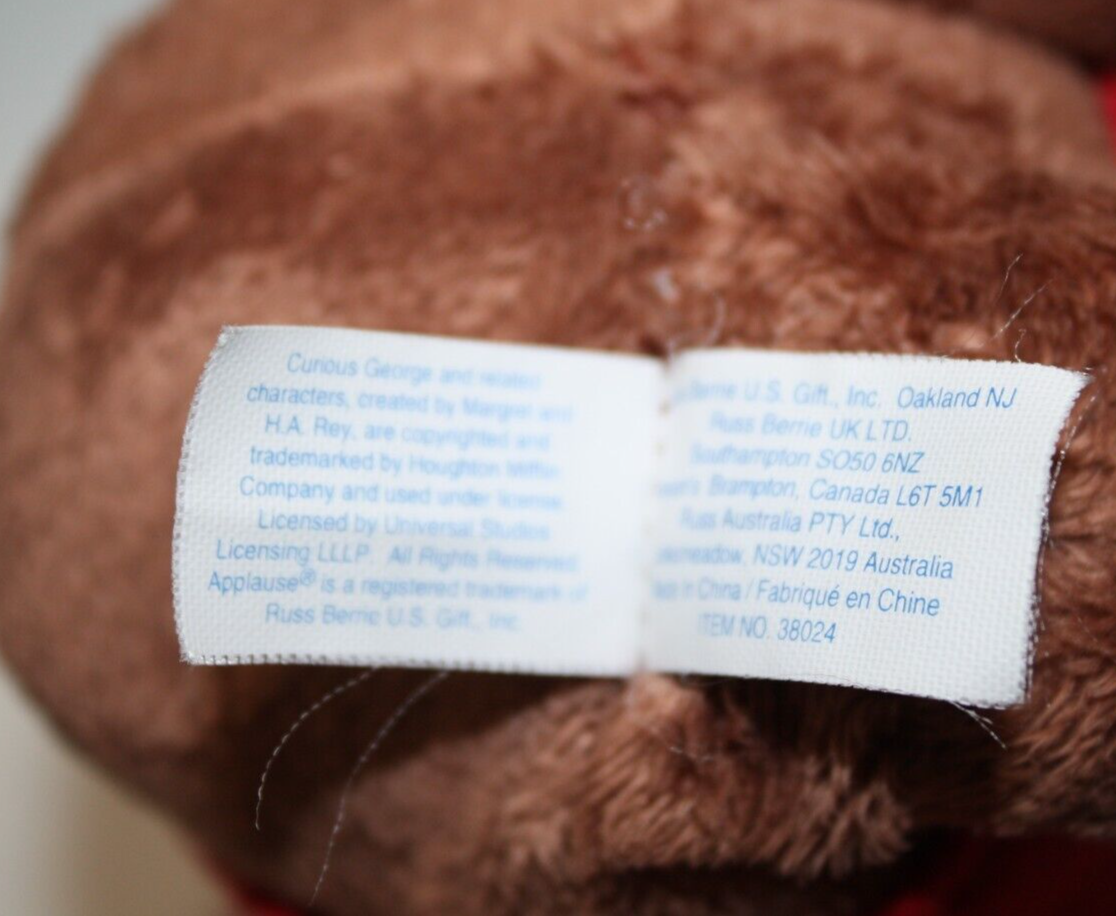 Curious George and related
characters, created by Margret and
H.A. Rey, are copyrighted and
trademarked by Houghton Mifflin
Company and used under license.
Licensed by Universal Studios
Licensing LLLP. All Rights Reserved.
Applause® is a registered trademark of
Russ Berrie U.S. Gift., Inc.
Berrie U.S. Gift., Inc. Oakland NJ
Russ Berrie UK LTD.
Southampton SO50 6NZ
Brampton, Canada L6T 5M1
Russ Australia PTY Ltd.,
NSW 2019 Australia
in China / Fabriqué en Chine
ITEM NO. 38024